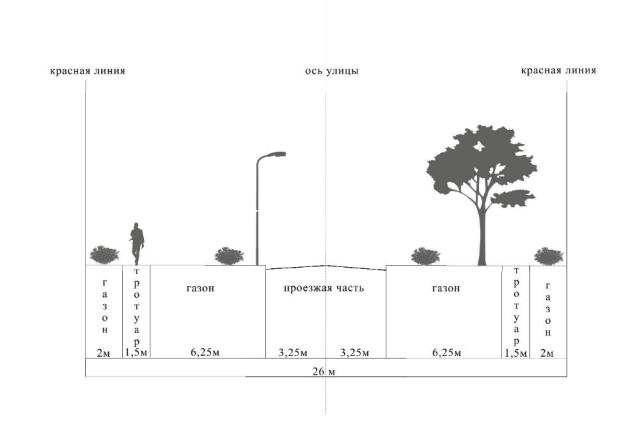 красная линия
ось улицы
красная линия
газон
тротуар
газон
проезжая часть
газон
тротуар
газон
2м
1,5м
6,25м
3,25м
3,25м
6,25м
1,5м
2м
26 м